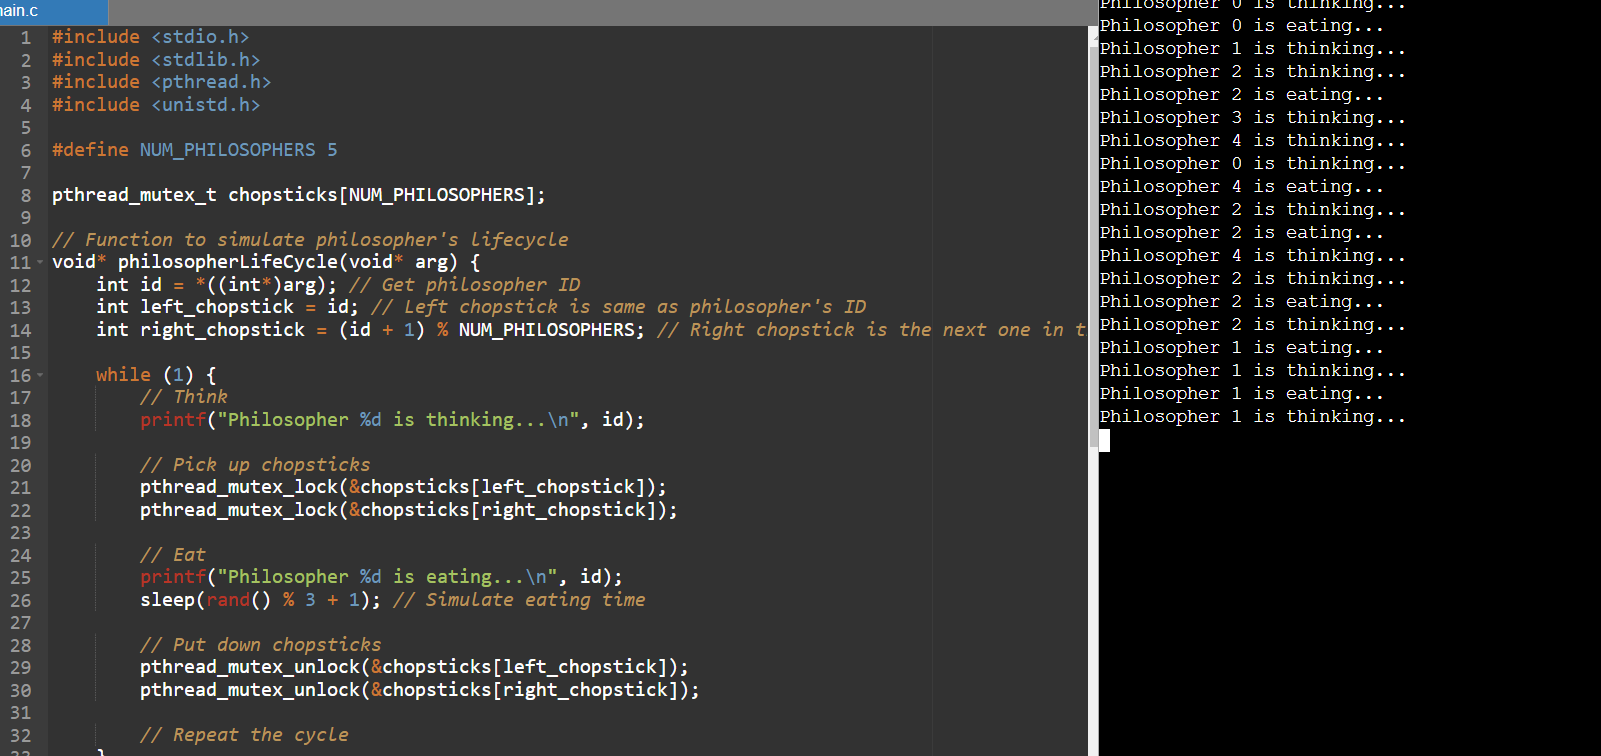 main.c
1 #include <stdio.h>
2 #include <stdlib.h>
3 #include <pthread.h>
4 #include <unistd.h>
5
6 #define NUM_PHILOSOPHERS 5
7
8 pthread_mutex_t chopsticks[NUM_PHILOSOPHERS];
9
10 // Function to simulate philosopher's lifecycle
11 void* philosopherLifeCycle(void* arg) {
12 int id = *((int*)arg); // Get philosopher ID
13 int left_chopstick = id; // Left chopstick is same as philosopher's ID
14 int right_chopstick = (id + 1) % NUM_PHILOSOPHERS; // Right chopstick is the next one in t
15
16 while (1) {
17 // Think
18 printf("Philosopher %d is thinking...\n", id);
19
20 // Pick up chopsticks
21 pthread_mutex_lock(&chopsticks[left_chopstick]);
22 pthread_mutex_lock(&chopsticks[right_chopstick]);
23
24 // Eat
25 printf("Philosopher %d is eating...\n", id);
26 sleep(rand() % 3 + 1); // Simulate eating time
27
28 // Put down chopsticks
29 pthread_mutex_unlock(&chopsticks[left_chopstick]);
30 pthread_mutex_unlock(&chopsticks[right_chopstick]);
31
32 // Repeat the cycle
33 }
Philosopher 0 is thinking...
Philosopher 0 is eating...
Philosopher 1 is thinking...
Philosopher 2 is thinking...
Philosopher 2 is eating...
Philosopher 3 is thinking...
Philosopher 4 is thinking...
Philosopher 0 is thinking...
Philosopher 4 is eating...
Philosopher 2 is thinking...
Philosopher 2 is eating...
Philosopher 4 is thinking...
Philosopher 2 is thinking...
Philosopher 2 is eating...
Philosopher 2 is thinking...
Philosopher 1 is eating...
Philosopher 1 is thinking...
Philosopher 1 is eating...
Philosopher 1 is thinking...